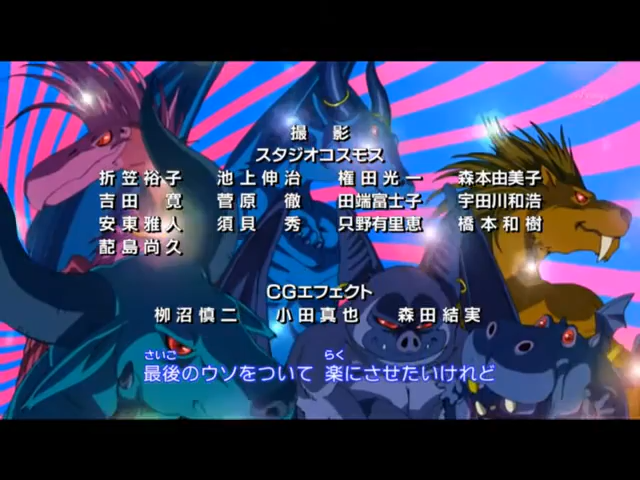 撮 影
スタジオコスモス
折笠裕子 池上伸治 権田光一 森本由美子
吉田 寛 菅原 徹 田端富士子 宇田川和浩
安東雅人 須貝 秀 只野有里恵 橋本和樹
蓜島尚久
CGエフェクト
栁沼慎二 小田真也 森田結実
さいご らく
最後のウソをついて 楽にさせたいけれど